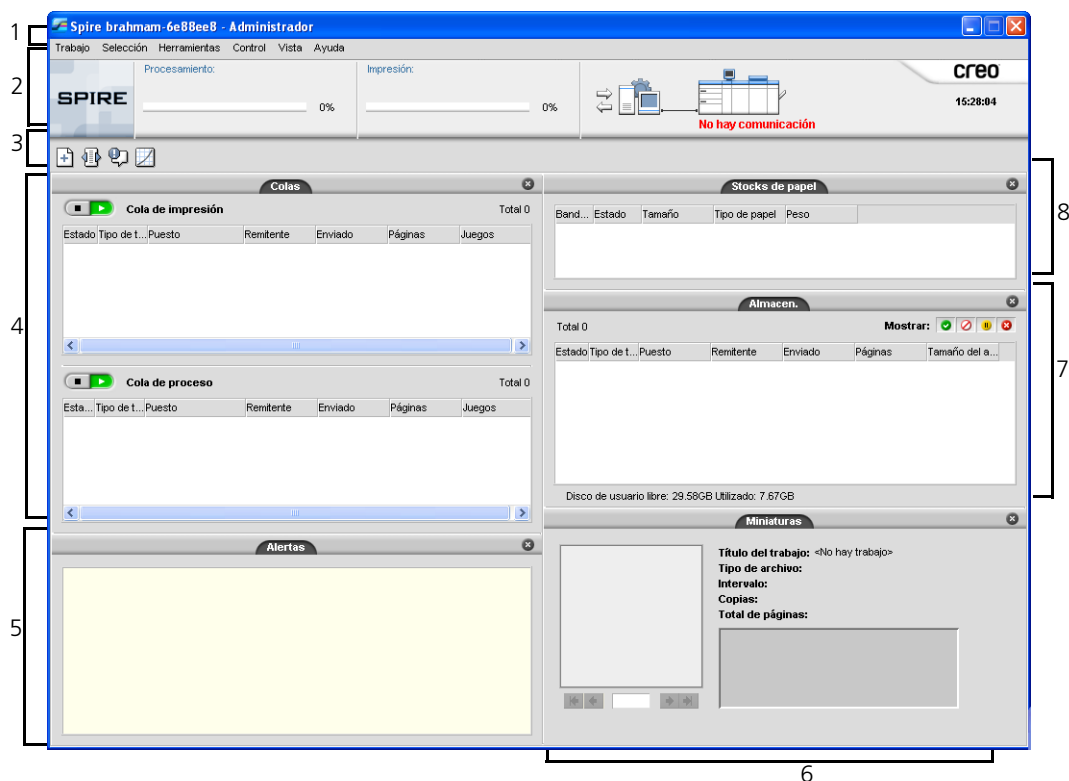 1
Spire brahmam-6e88ee8 - Administrador
Trabajo Selección Herramientas Control Vista Ayuda
2
SPIRE
Procesamiento:
0%
Impresión:
0%
No hay comunicación
creo
15:28:04
3
4
Colas
Cola de impresión
Total 0
Estado Tipo de t... Puesto Remitente Enviado Páginas Juegos
Cola de proceso
Total 0
Esta... Tipo de t... Puesto Remitente Enviado Páginas Juegos
5
Alertas
Stocks de papel
8
Band... Estado Tamaño Tipo de papel Peso
Almacen.
7
Total 0
Mostrar:
Estado Tipo de t... Puesto Remitente Enviado Páginas Tamaño del a...
Disco de usuario libre: 29.58GB Utilizado: 7.67GB
Miniaturas
Título del trabajo: <No hay trabajo>
Tipo de archivo:
Intervalo:
Copias:
Total de páginas:
6